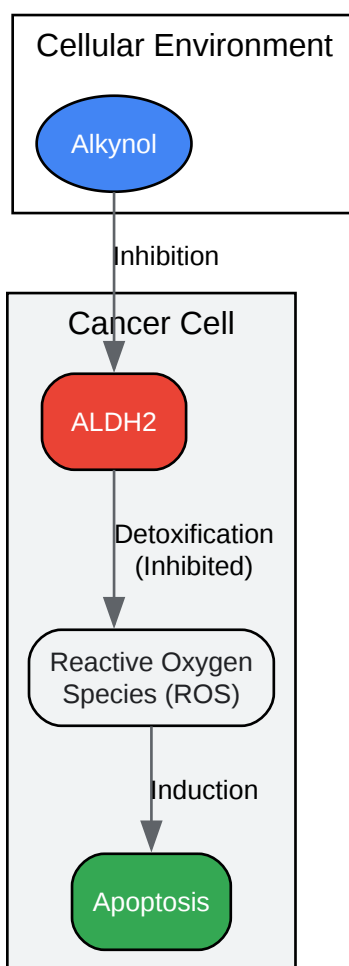 Cellular Environment
Alkynol
Inhibition
Cancer Cell
ALDH2
Detoxification
(Inhibited)
Reactive Oxygen
Species (ROS)
Induction
Apoptosis